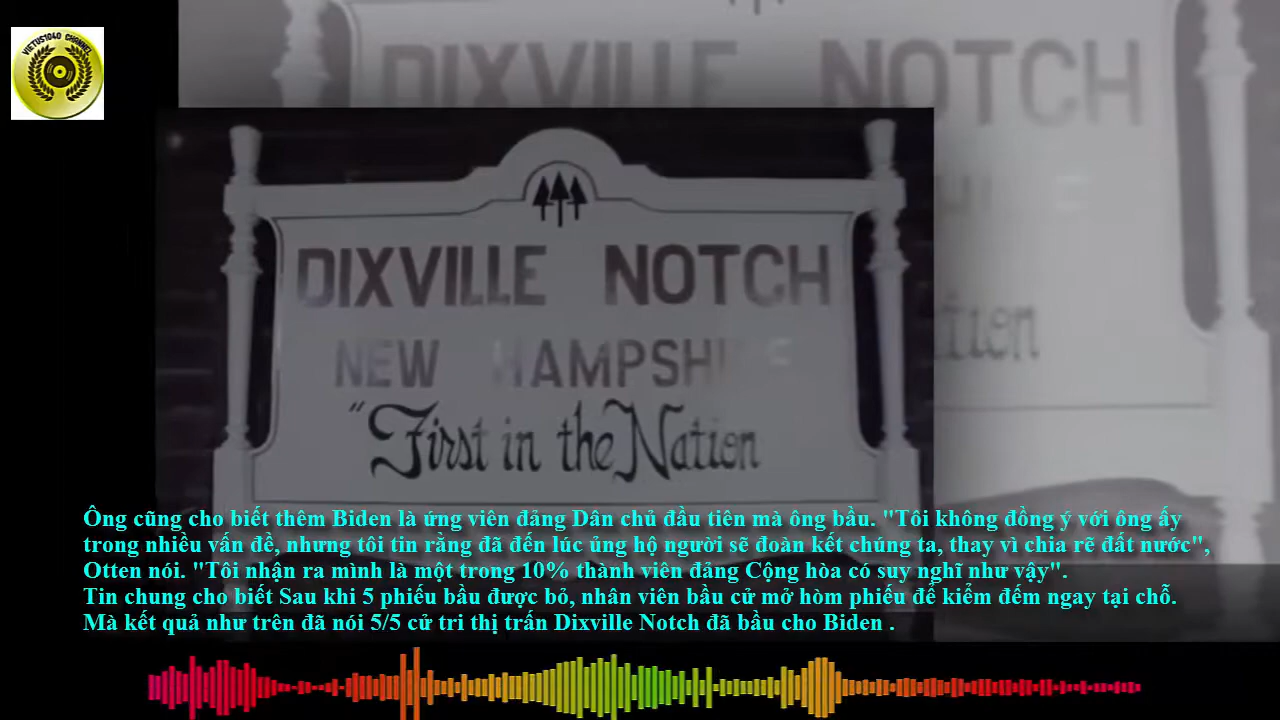 VIETUS1040 CHANNEL
DIXVILLE NOTCH
DIXVILLE NOTCH
NEW HAMPSHIRE
"First in the Nation
Ông cũng cho biết thêm Biden là ứng viên đảng Dân chủ đầu tiên mà ông bầu. "Tôi không đồng ý với ông ấy
trong nhiều vấn đề, nhưng tôi tin rằng đã đến lúc ủng hộ người sẽ đoàn kết chúng ta, thay vì chia rẽ đất nước",
Otten nói. "Tôi nhận ra mình là một trong 10% thành viên đảng Cộng hòa có suy nghĩ như vậy".
Tin chung cho biết Sau khi 5 phiếu bầu được bỏ, nhân viên bầu cử mở hòm phiếu để kiểm đếm ngay tại chỗ.
Mà kết quả như trên đã nói 5/5 cử tri thị trấn Dixville Notch đã bầu cho Biden .